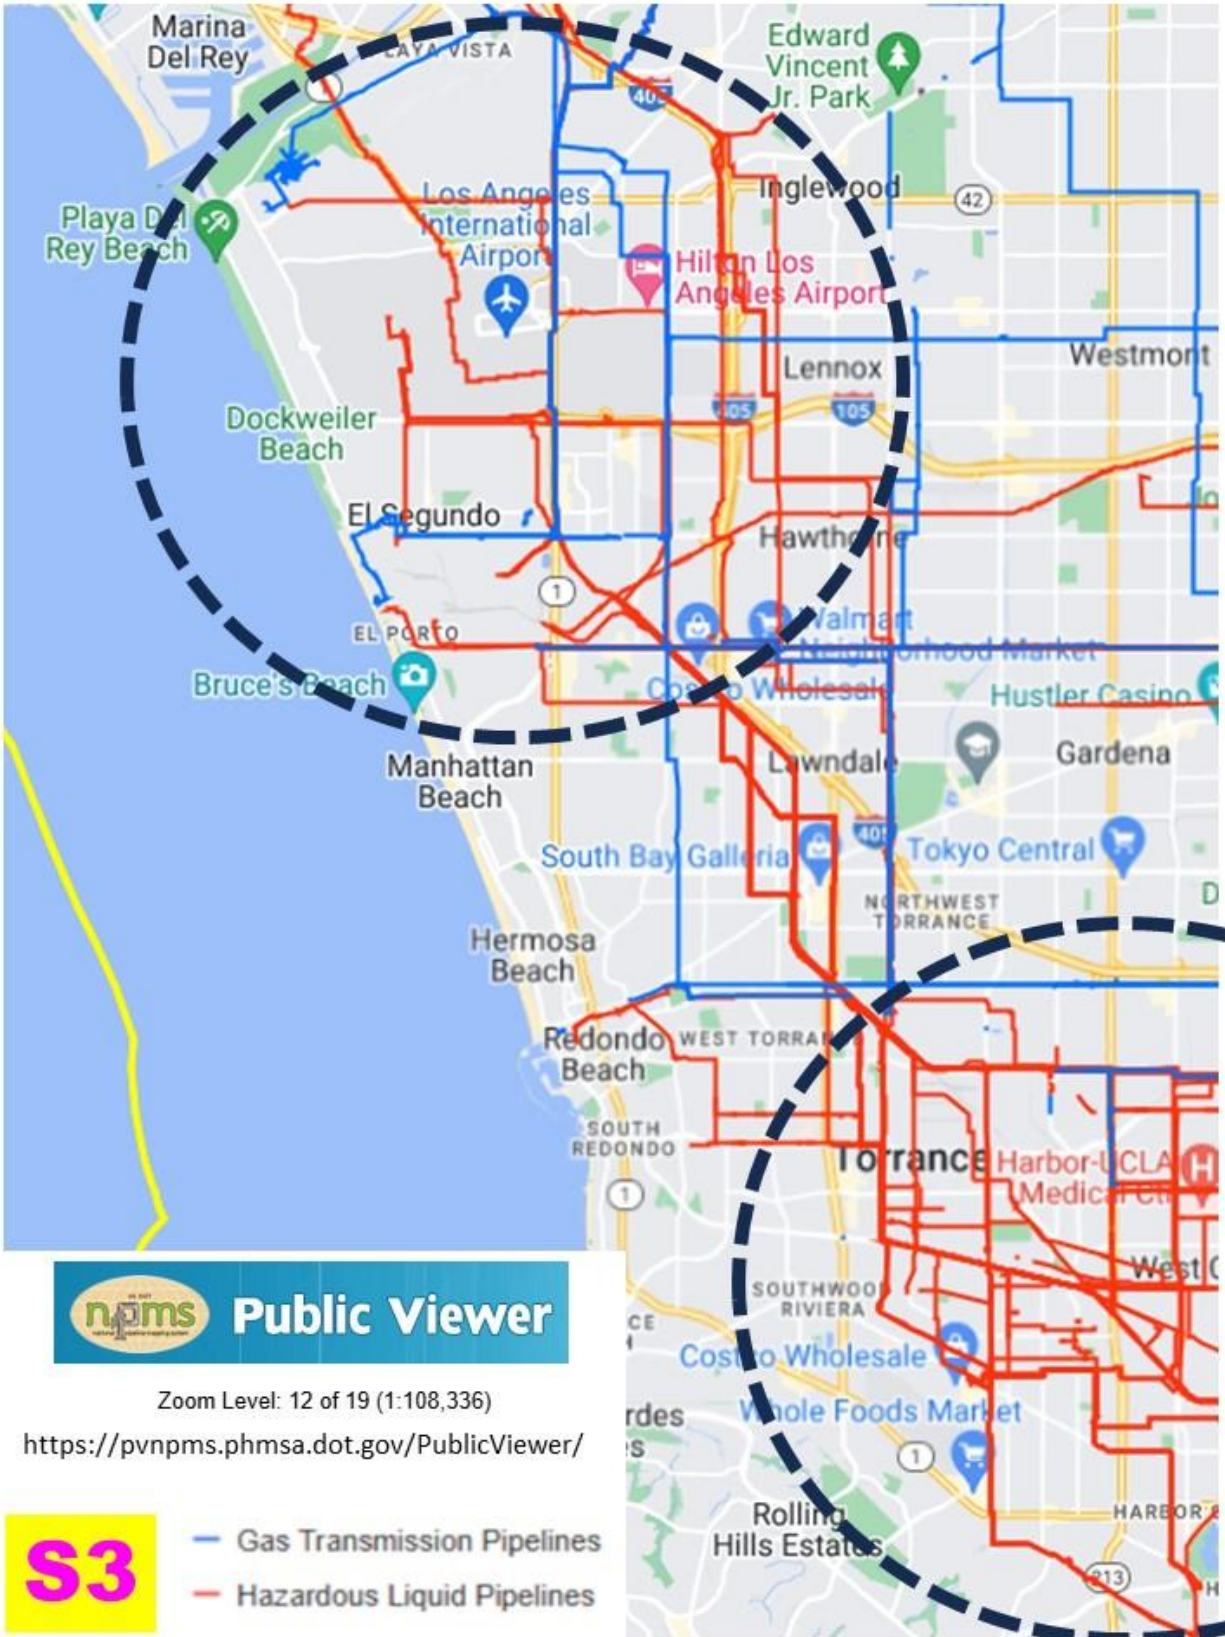 Marina
Del Rey
PLAYA VISTA
405
Edward
Vincent
Jr. Park
Inglewood
42
Los Angeles
International
Airport
Playa Del
Rey Beach
Hilton Los
Angeles Airport
Westmont
Lennox
405
105
Dockweiler
Beach
El Segundo
Hawthorne
1
EL PORTO
Walmart
Neighborhood Market
Bruce's Beach
Costco Wholesale
Hustler Casino
Manhattan
Beach
Lawndale
Gardena
405
South Bay Galleria
Tokyo Central
D
NORTHWEST
TORRANCE
Hermosa
Beach
Redondo
Beach
WEST TORRANCE
SOUTH
REDONDO
Torrance
Harbor-UCLA
Medical Ctr
1
West C
SOUTHWOOD
RIVIERA
npms
Public Viewer
CE
H
Costco Wholesale
Zoom Level: 12 of 19 (1:108,336)
rdes
es
Whole Foods Market
https://pvnpms.phmsa.dot.gov/PublicViewer/
1
Rolling
Hills Estates
HARBOR
S3
Gas Transmission Pipelines
Hazardous Liquid Pipelines
213
H